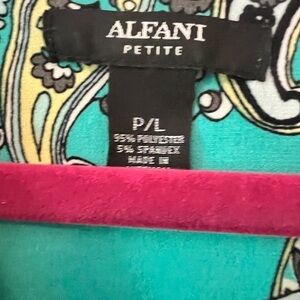 ALFANI
PETITE
P/L
95% POLYESTER
5% SPANDEX
MADE IN